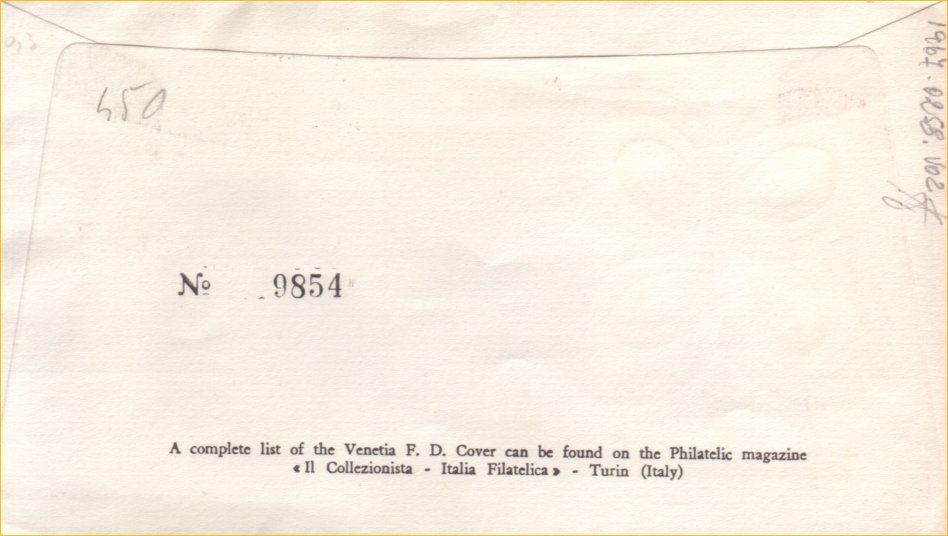 450
No 9854
A complete list of the Venetia F. D. Cover can be found on the Philatelic magazine
«Il Collezionista - Italia Filatelica» - Turin (Italy)